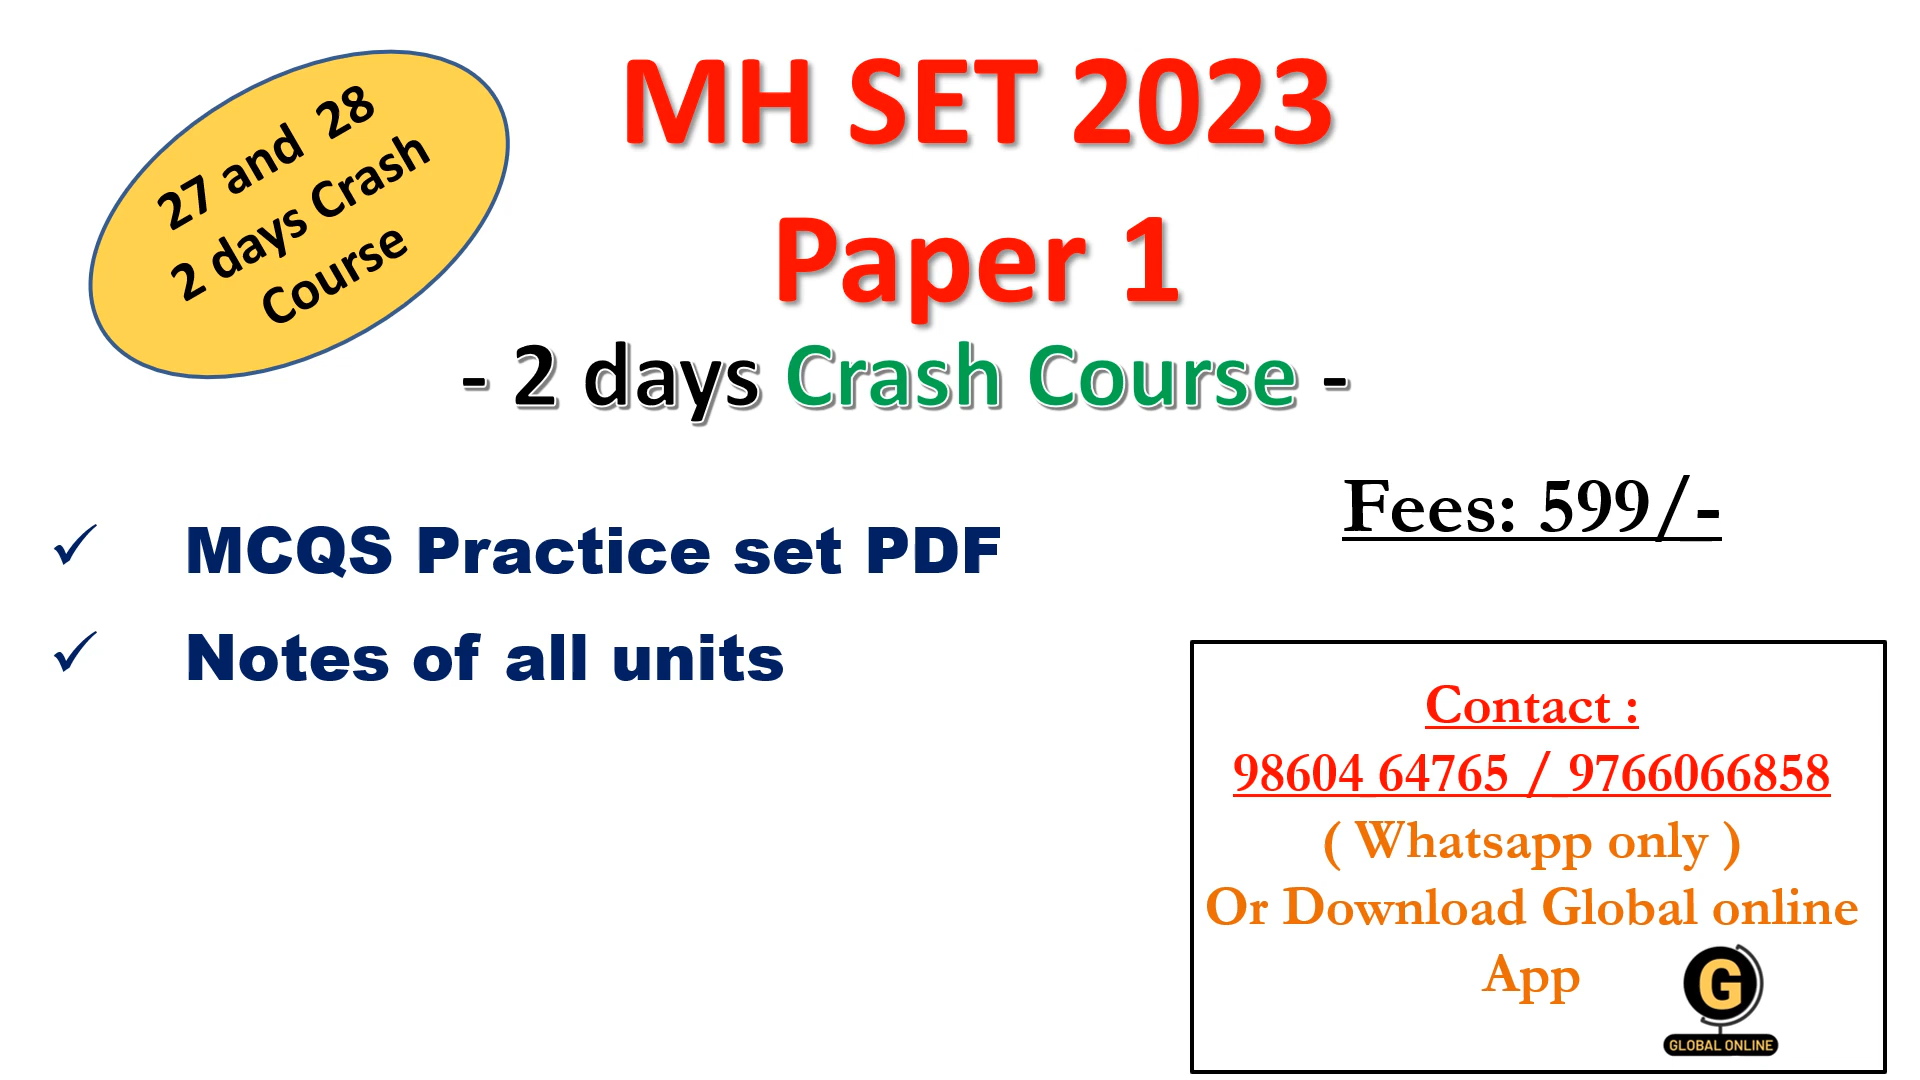 27 and 28
2 days Crash
Course
MH SET 2023
Paper 1
- 2 days Crash Course -
✓ MCQS Practice set PDF
✓ Notes of all units
Fees: 599/-
Contact :
98604 64765 / 9766066858
( Whatsapp only )
Or Download Global online
App
G
GLOBAL ONLINE